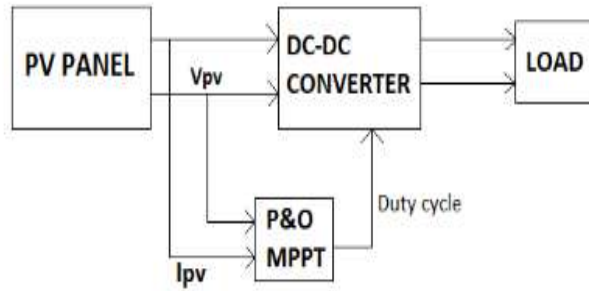 PV PANEL
Vpv
DC-DC
CONVERTER
LOAD
P&O
MPPT
Duty cycle
Ipv